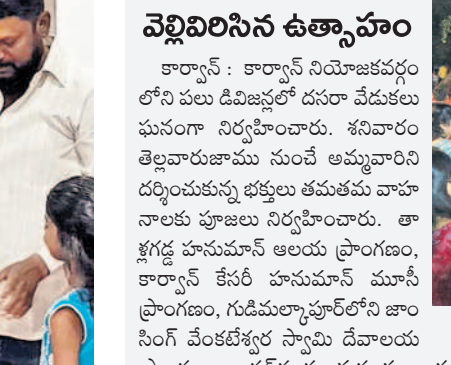 వెల్లివిరిసిన ఉత్సాహం
కార్వాన్ : కార్వాన్ నియోజకవర్గం
లోని పలు డివిజన్లలో దసరా వేడుకలు
ఘనంగా నిర్వహించారు. శనివారం
తెల్లవారుజాము నుంచే అమ్మవారిని
దర్శించుకున్న భక్తులు తమతమ వాహ
నాలకు పూజలు నిర్వహించారు. తా
ళ్లగడ్డ హనుమాన్ ఆలయ ప్రాంగణం,
కార్వాన్ కేసరీ హనుమాన్ మూసీ
ప్రాంగణం, గుడిమల్కాపూర్‌లోని జాం
సింగ్ వేంకటేశ్వర స్వామి దేవాలయ